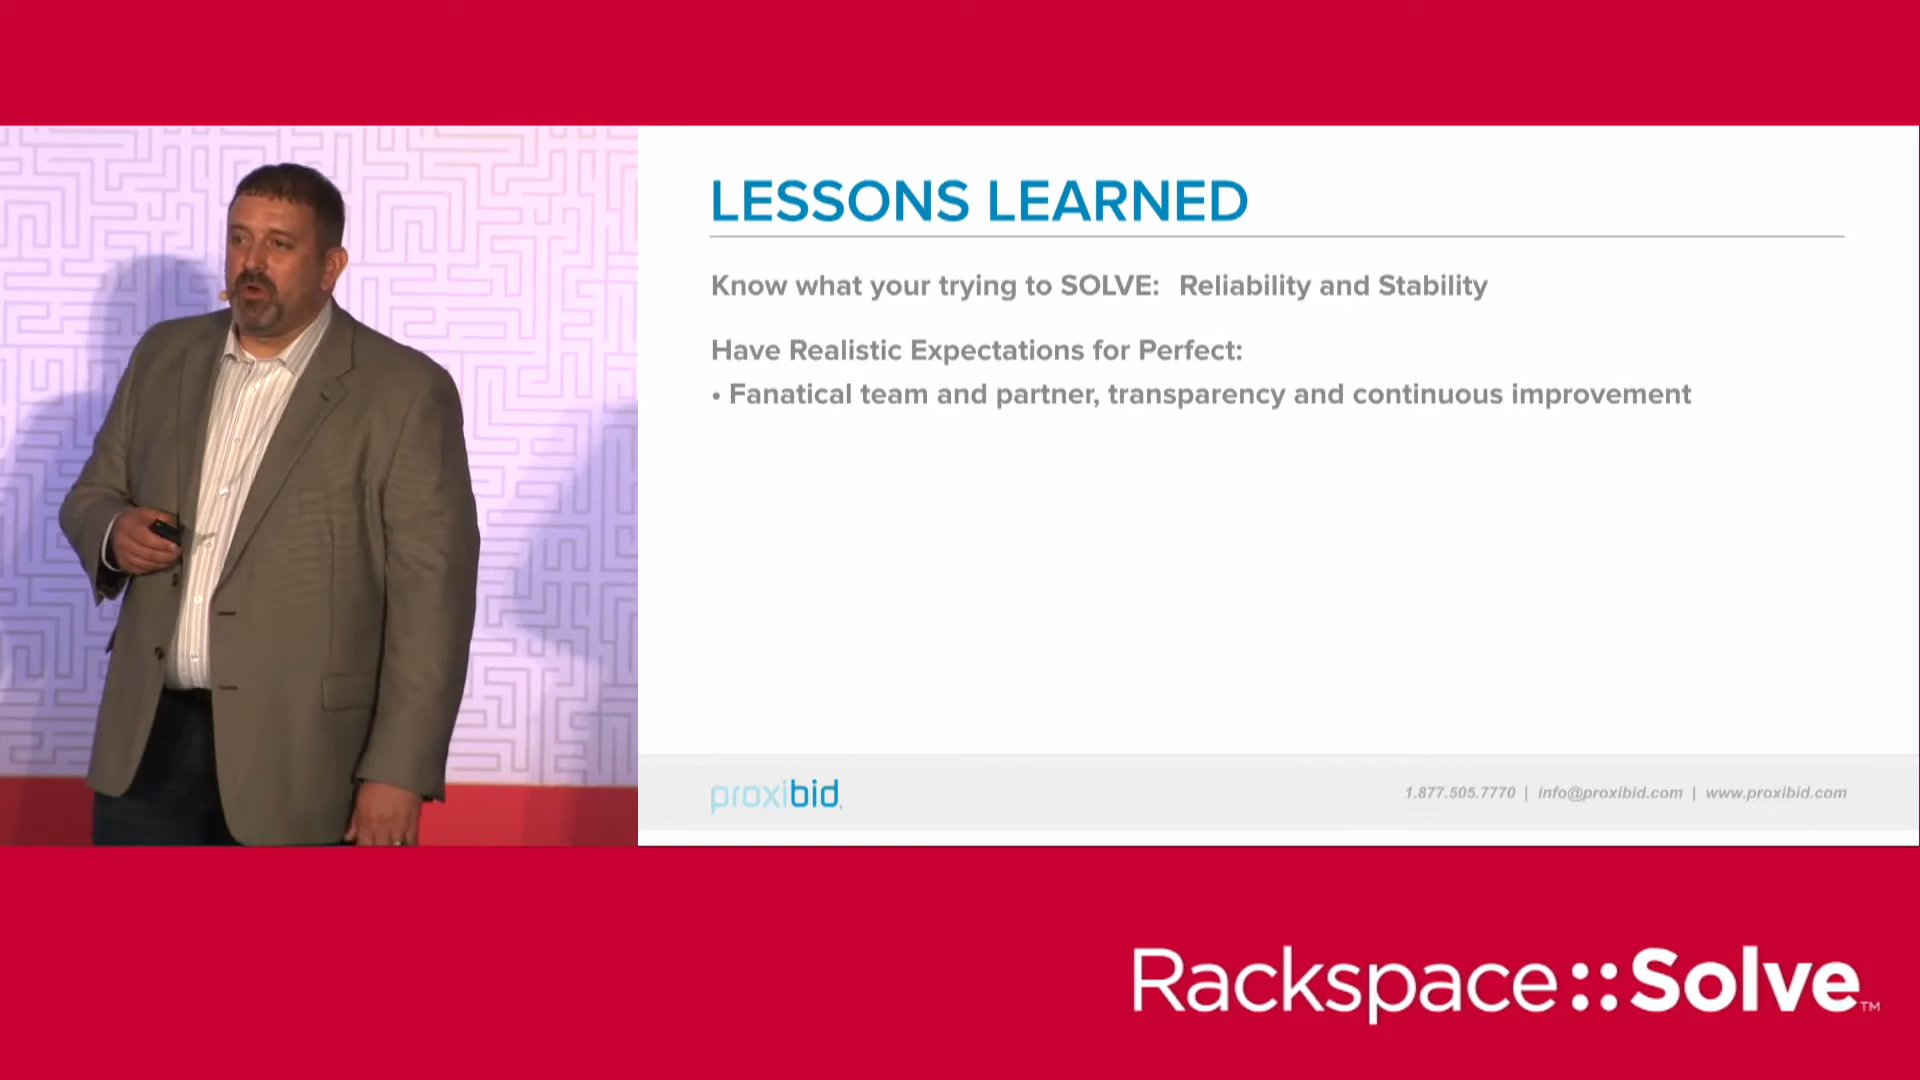 LESSONS LEARNED
Know what your trying to SOLVE: Reliability and Stability
Have Realistic Expectations for Perfect:
• Fanatical team and partner, transparency and continuous improvement
proxibid
1.877.505.7770 | info@proxibid.com | www.proxibid.com
Rackspace::Solve™